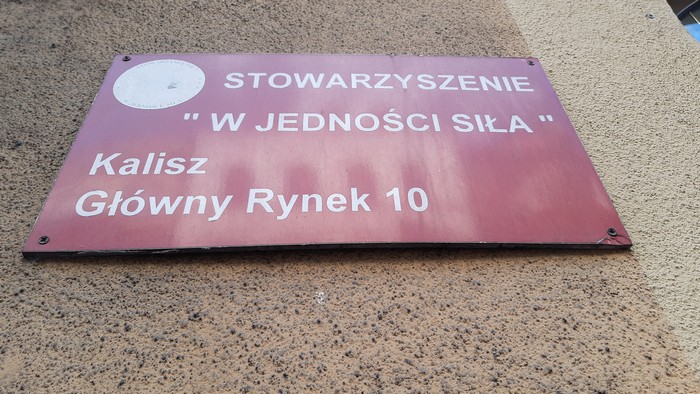 STOWARZYSZENIE
" W JEDNOŚCI SIŁA "
Kalisz
Główny Rynek 10